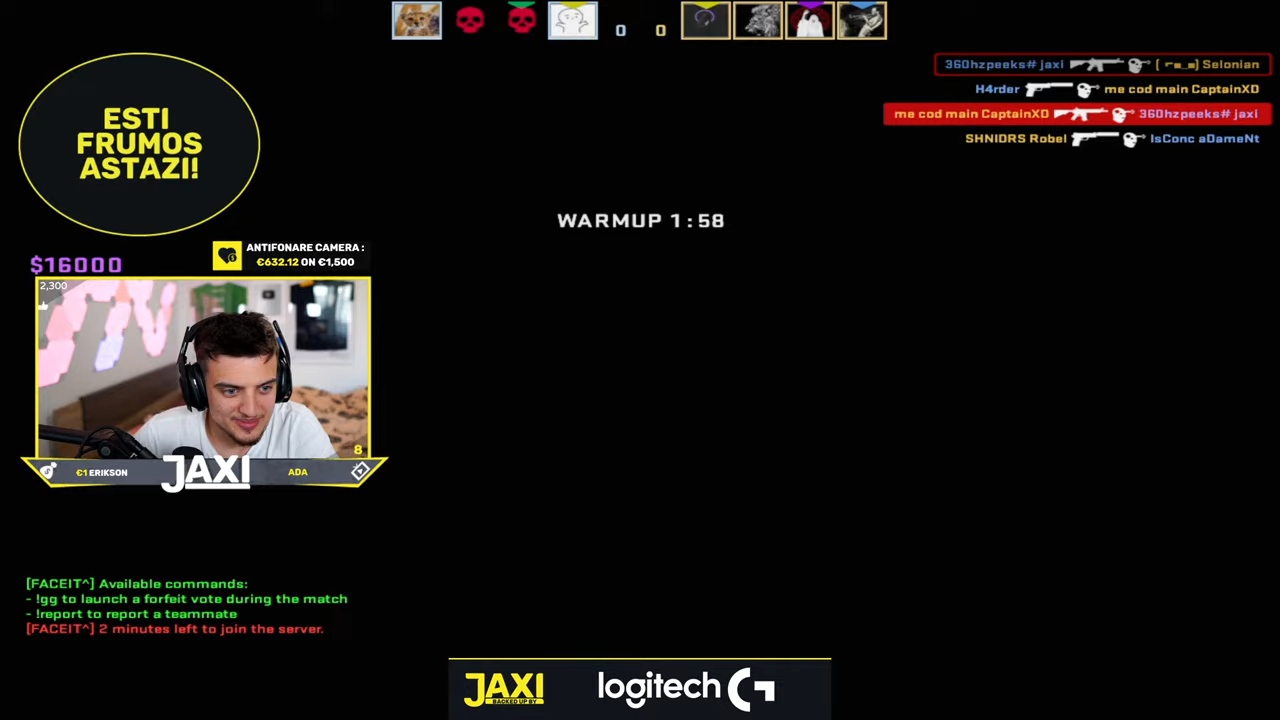 0 0
360hzpeeks# jaxi
Selonian
H4rder me cod main CaptainXD
me cod main CaptainXD 360hzpeeks# jaxi
SHNIDRS Robel IsConc aDameNt
ESTI
FRUMOS
ASTAZI!
WARMUP 1:58
$16000
ANTIFONARE CAMERA :
€632.12 ON €1,500
2,300
8
€1 ERIKSON
JAXI
ADA
[FACEIT^] Available commands:
- !gg to launch a forfeit vote during the match
- !report to report a teammate
[FACEIT^] 2 minutes left to join the server.
JAXI
BACKED UP BY
logitech G